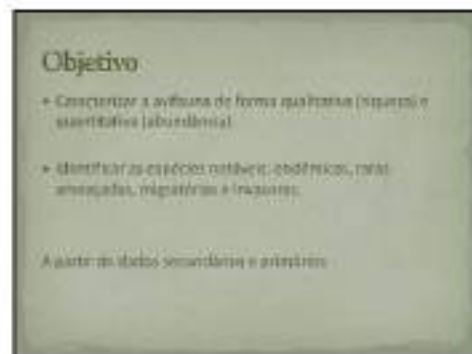 Objetivo
• Caracterizar a avifauna de forma qualitativa (riqueza) e
quantitativa (abundância).
• Identificar as espécies notáveis: endêmicas, raras
ameaçadas, migratórias e invasoras.
A partir de dados secundários e primários